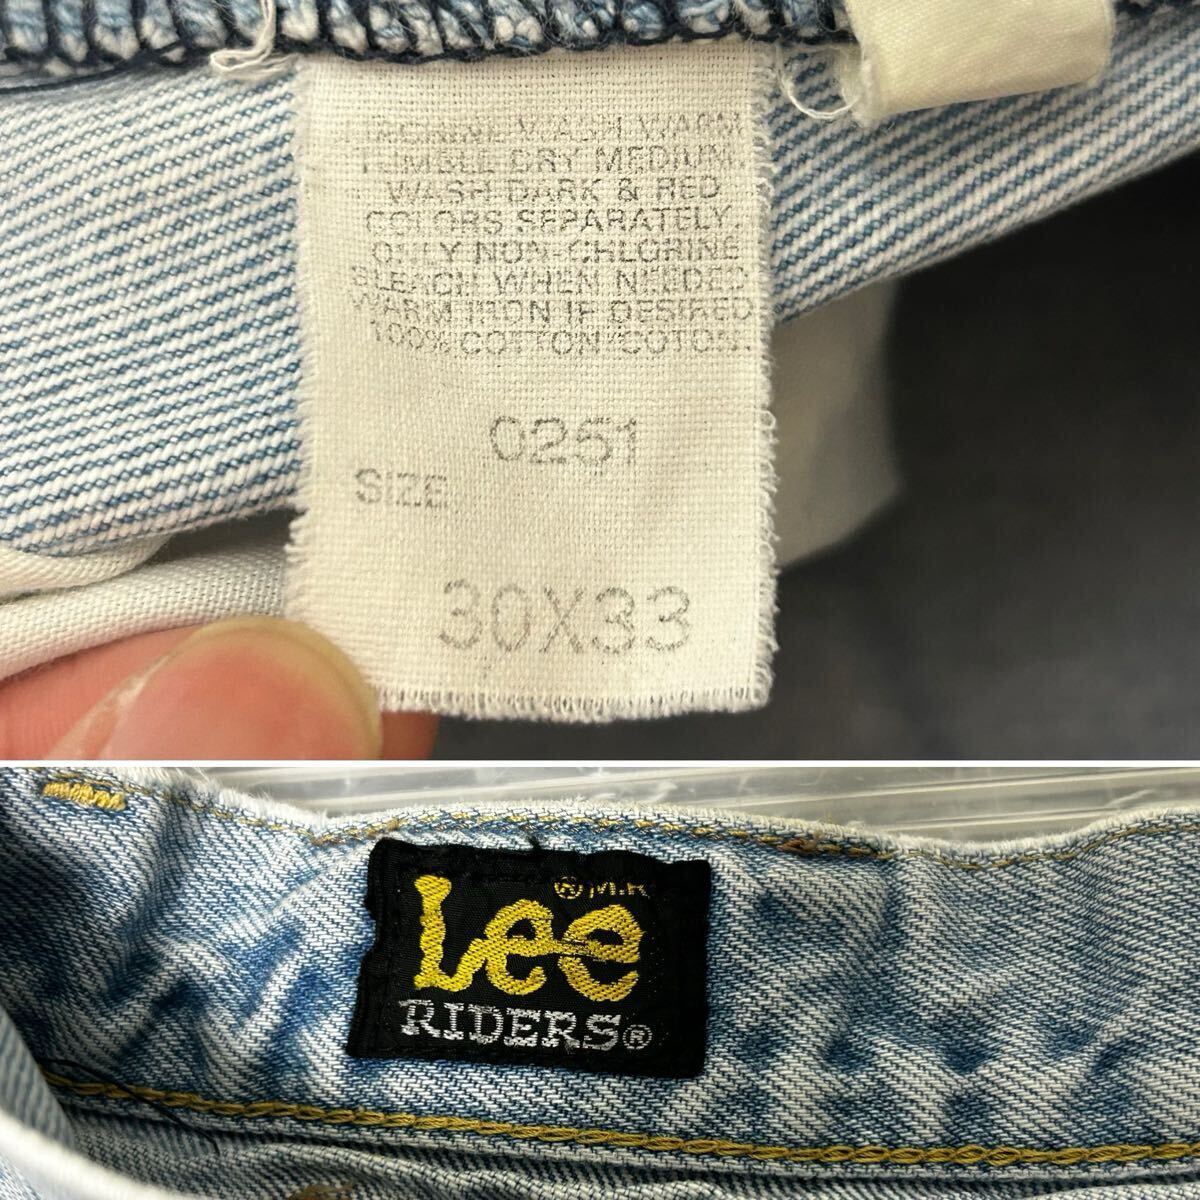 MACHINE WASH WARM
TUMBLE DRY MEDIUM.
WASH DARK & RED
COLORS SEPARATELY.
ONLY NON-CHLORINE
BLEACH WHEN NEEDED
WARM IRON IF DESIRED
100% COTTON/COTON.
0251
SIZE
30X33
® M.R.
Lee
RIDERS®